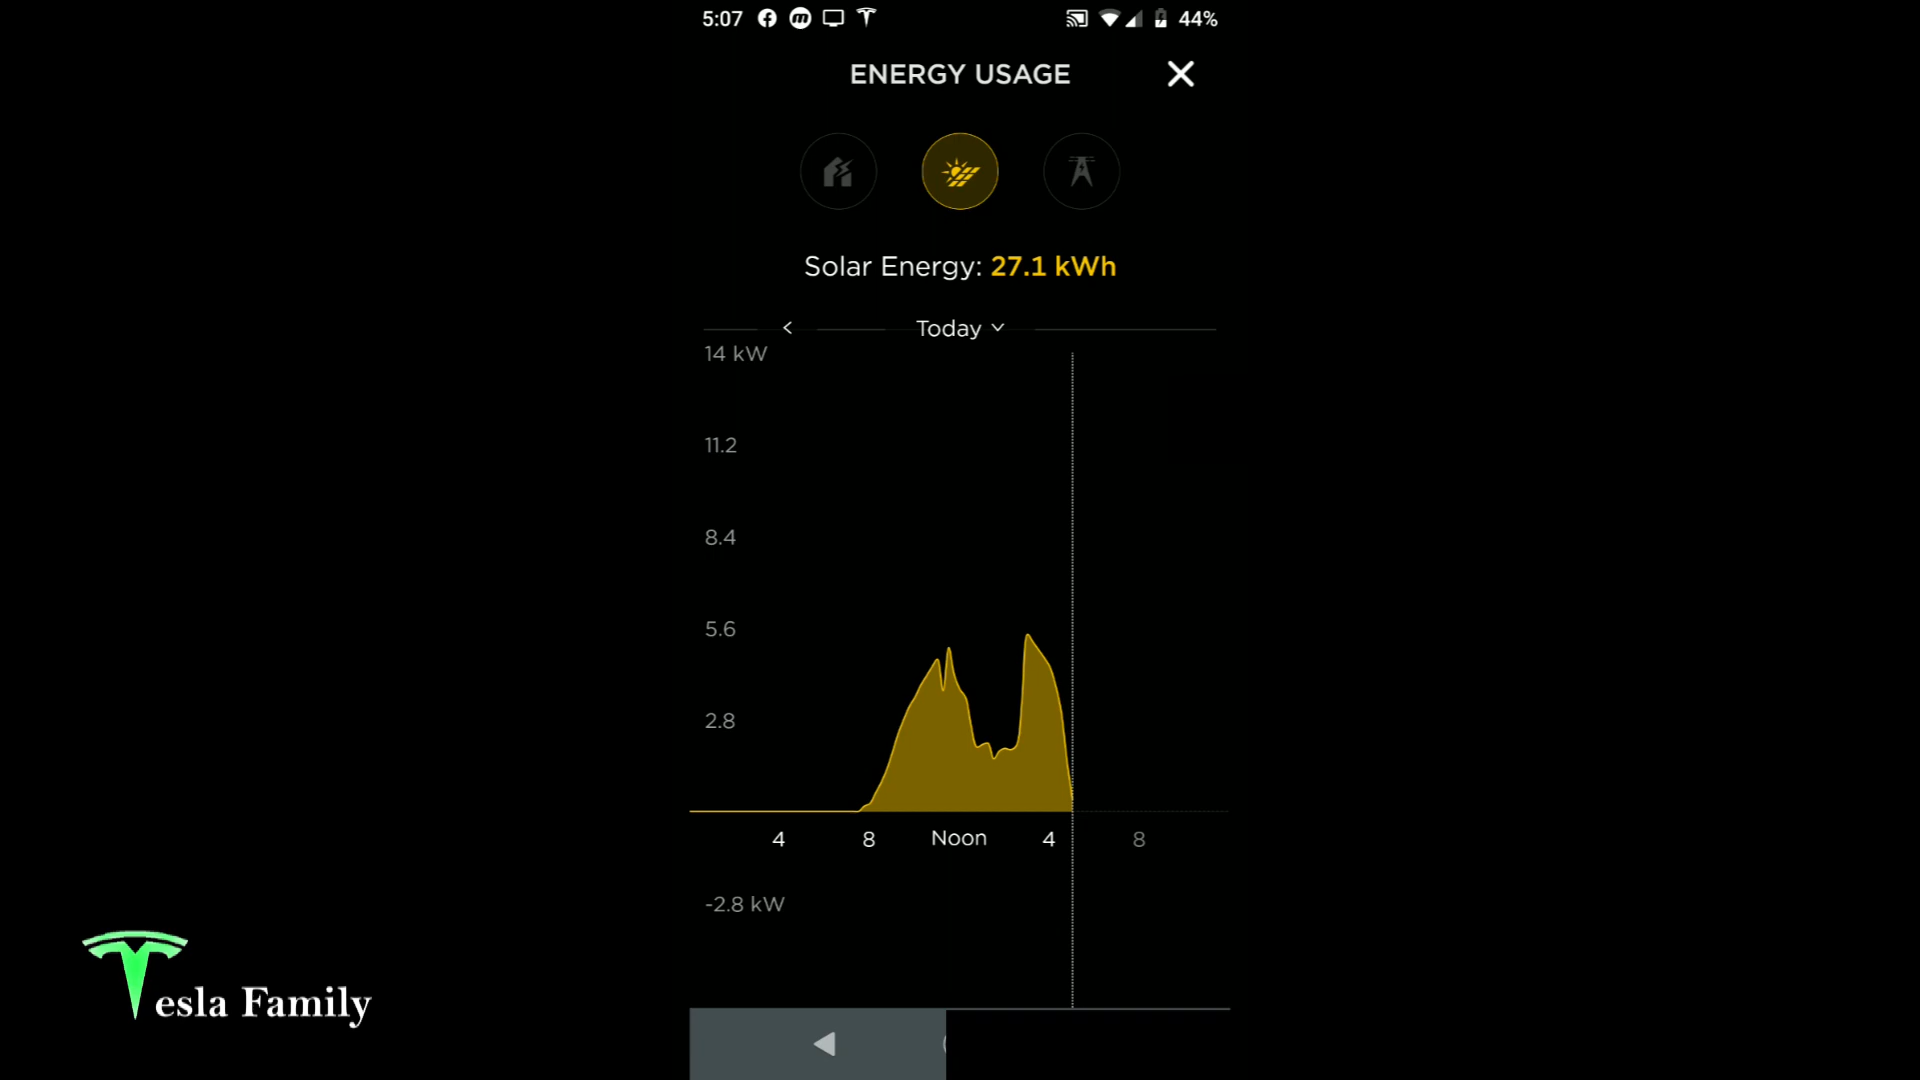 5:07 44%
ENERGY USAGE
Solar Energy: 27.1 kWh
Today
14 kW
11.2
8.4
5.6
2.8
4 8 Noon 4 8
-2.8 kW
Tesla Family